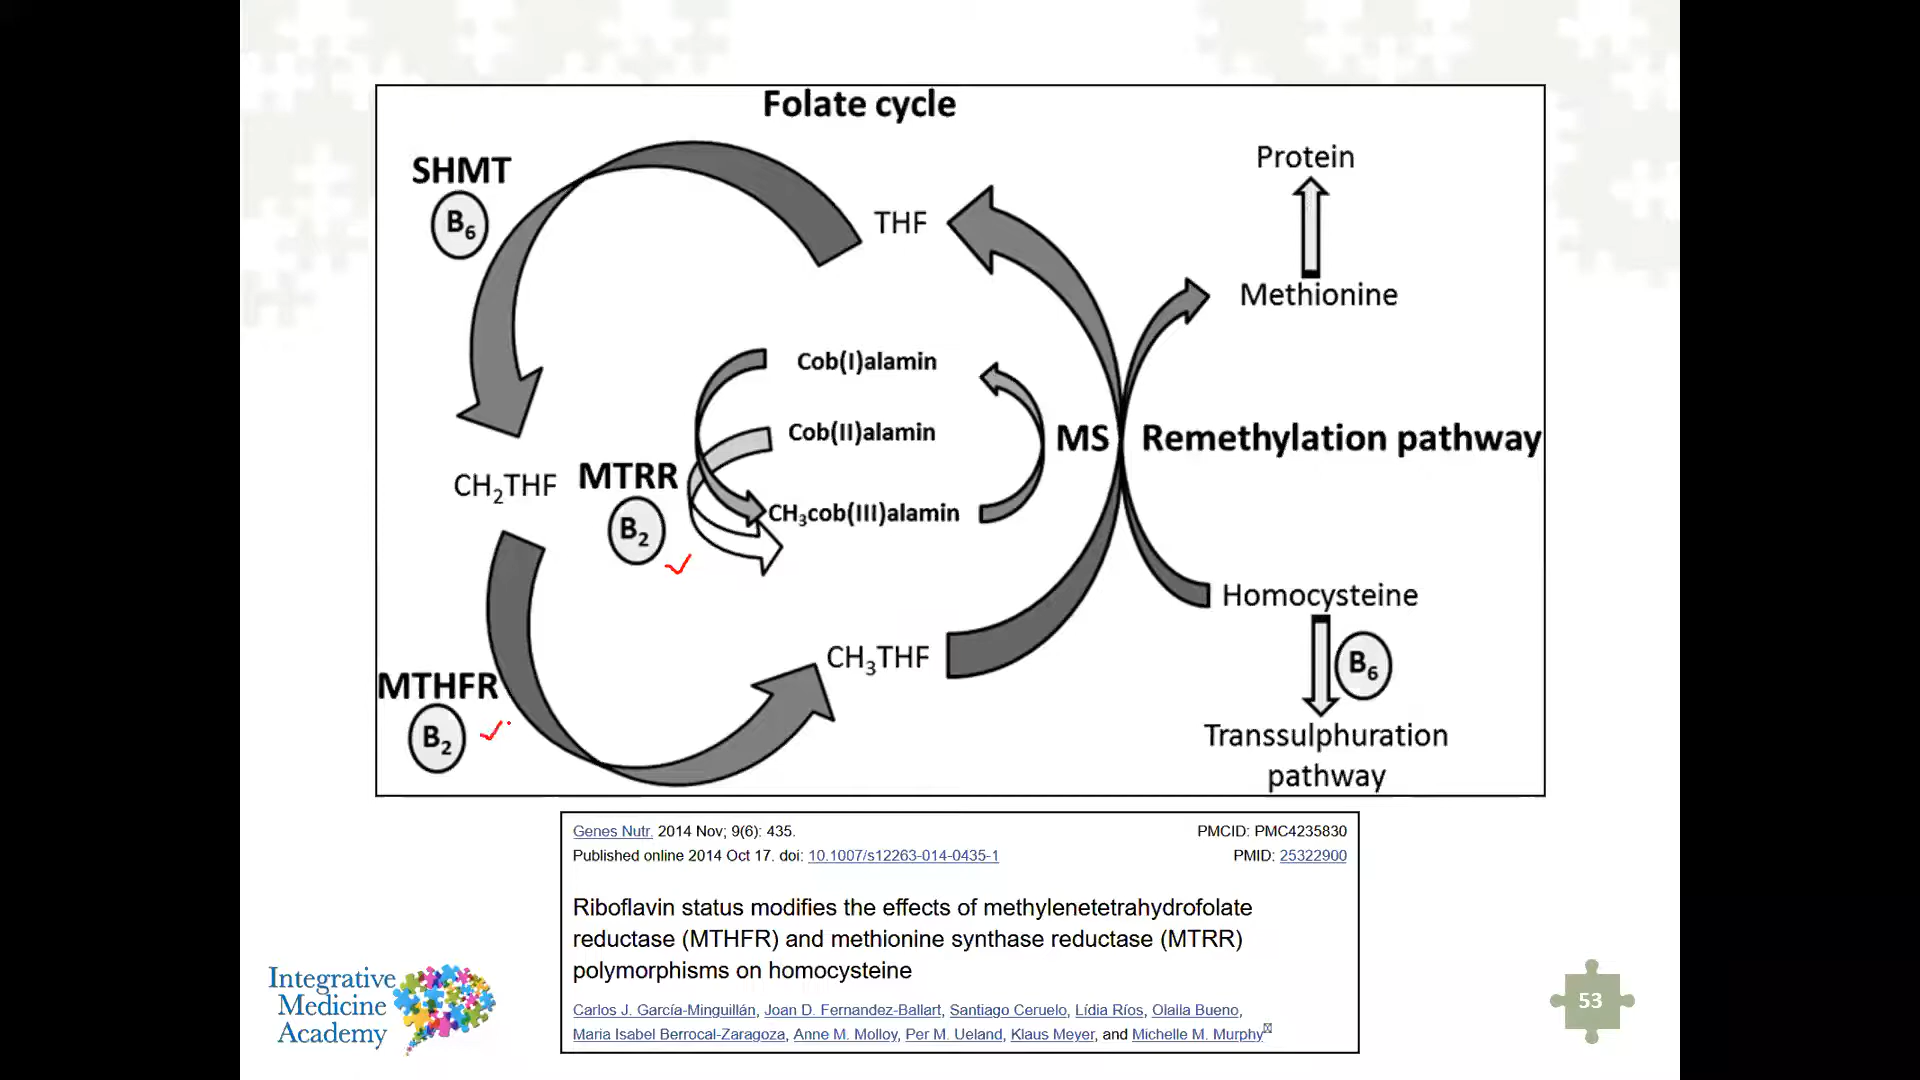 Folate cycle
SHMT
B6
THF
Protein
Methionine
Cob(I)alamin
Cob(II)alamin
MS
Remethylation pathway
CH2THF
MTRR
B2
CH3cob(III)alamin
Homocysteine
CH3THF
B6
MTHFR
B2
Transsulphuration
pathway
Genes Nutr. 2014 Nov; 9(6): 435.
PMCID: PMC4235830
Published online 2014 Oct 17. doi: 10.1007/s12263-014-0435-1
PMID: 25322900
Riboflavin status modifies the effects of methylenetetrahydrofolate
reductase (MTHFR) and methionine synthase reductase (MTRR)
polymorphisms on homocysteine
Carlos J. García-Minguillán, Joan D. Fernandez-Ballart, Santiago Ceruelo, Lídia Ríos, Olalla Bueno,
Maria Isabel Berrocal-Zaragoza, Anne M. Molloy, Per M. Ueland, Klaus Meyer, and Michelle M. Murphy
Integrative
Medicine
Academy
53